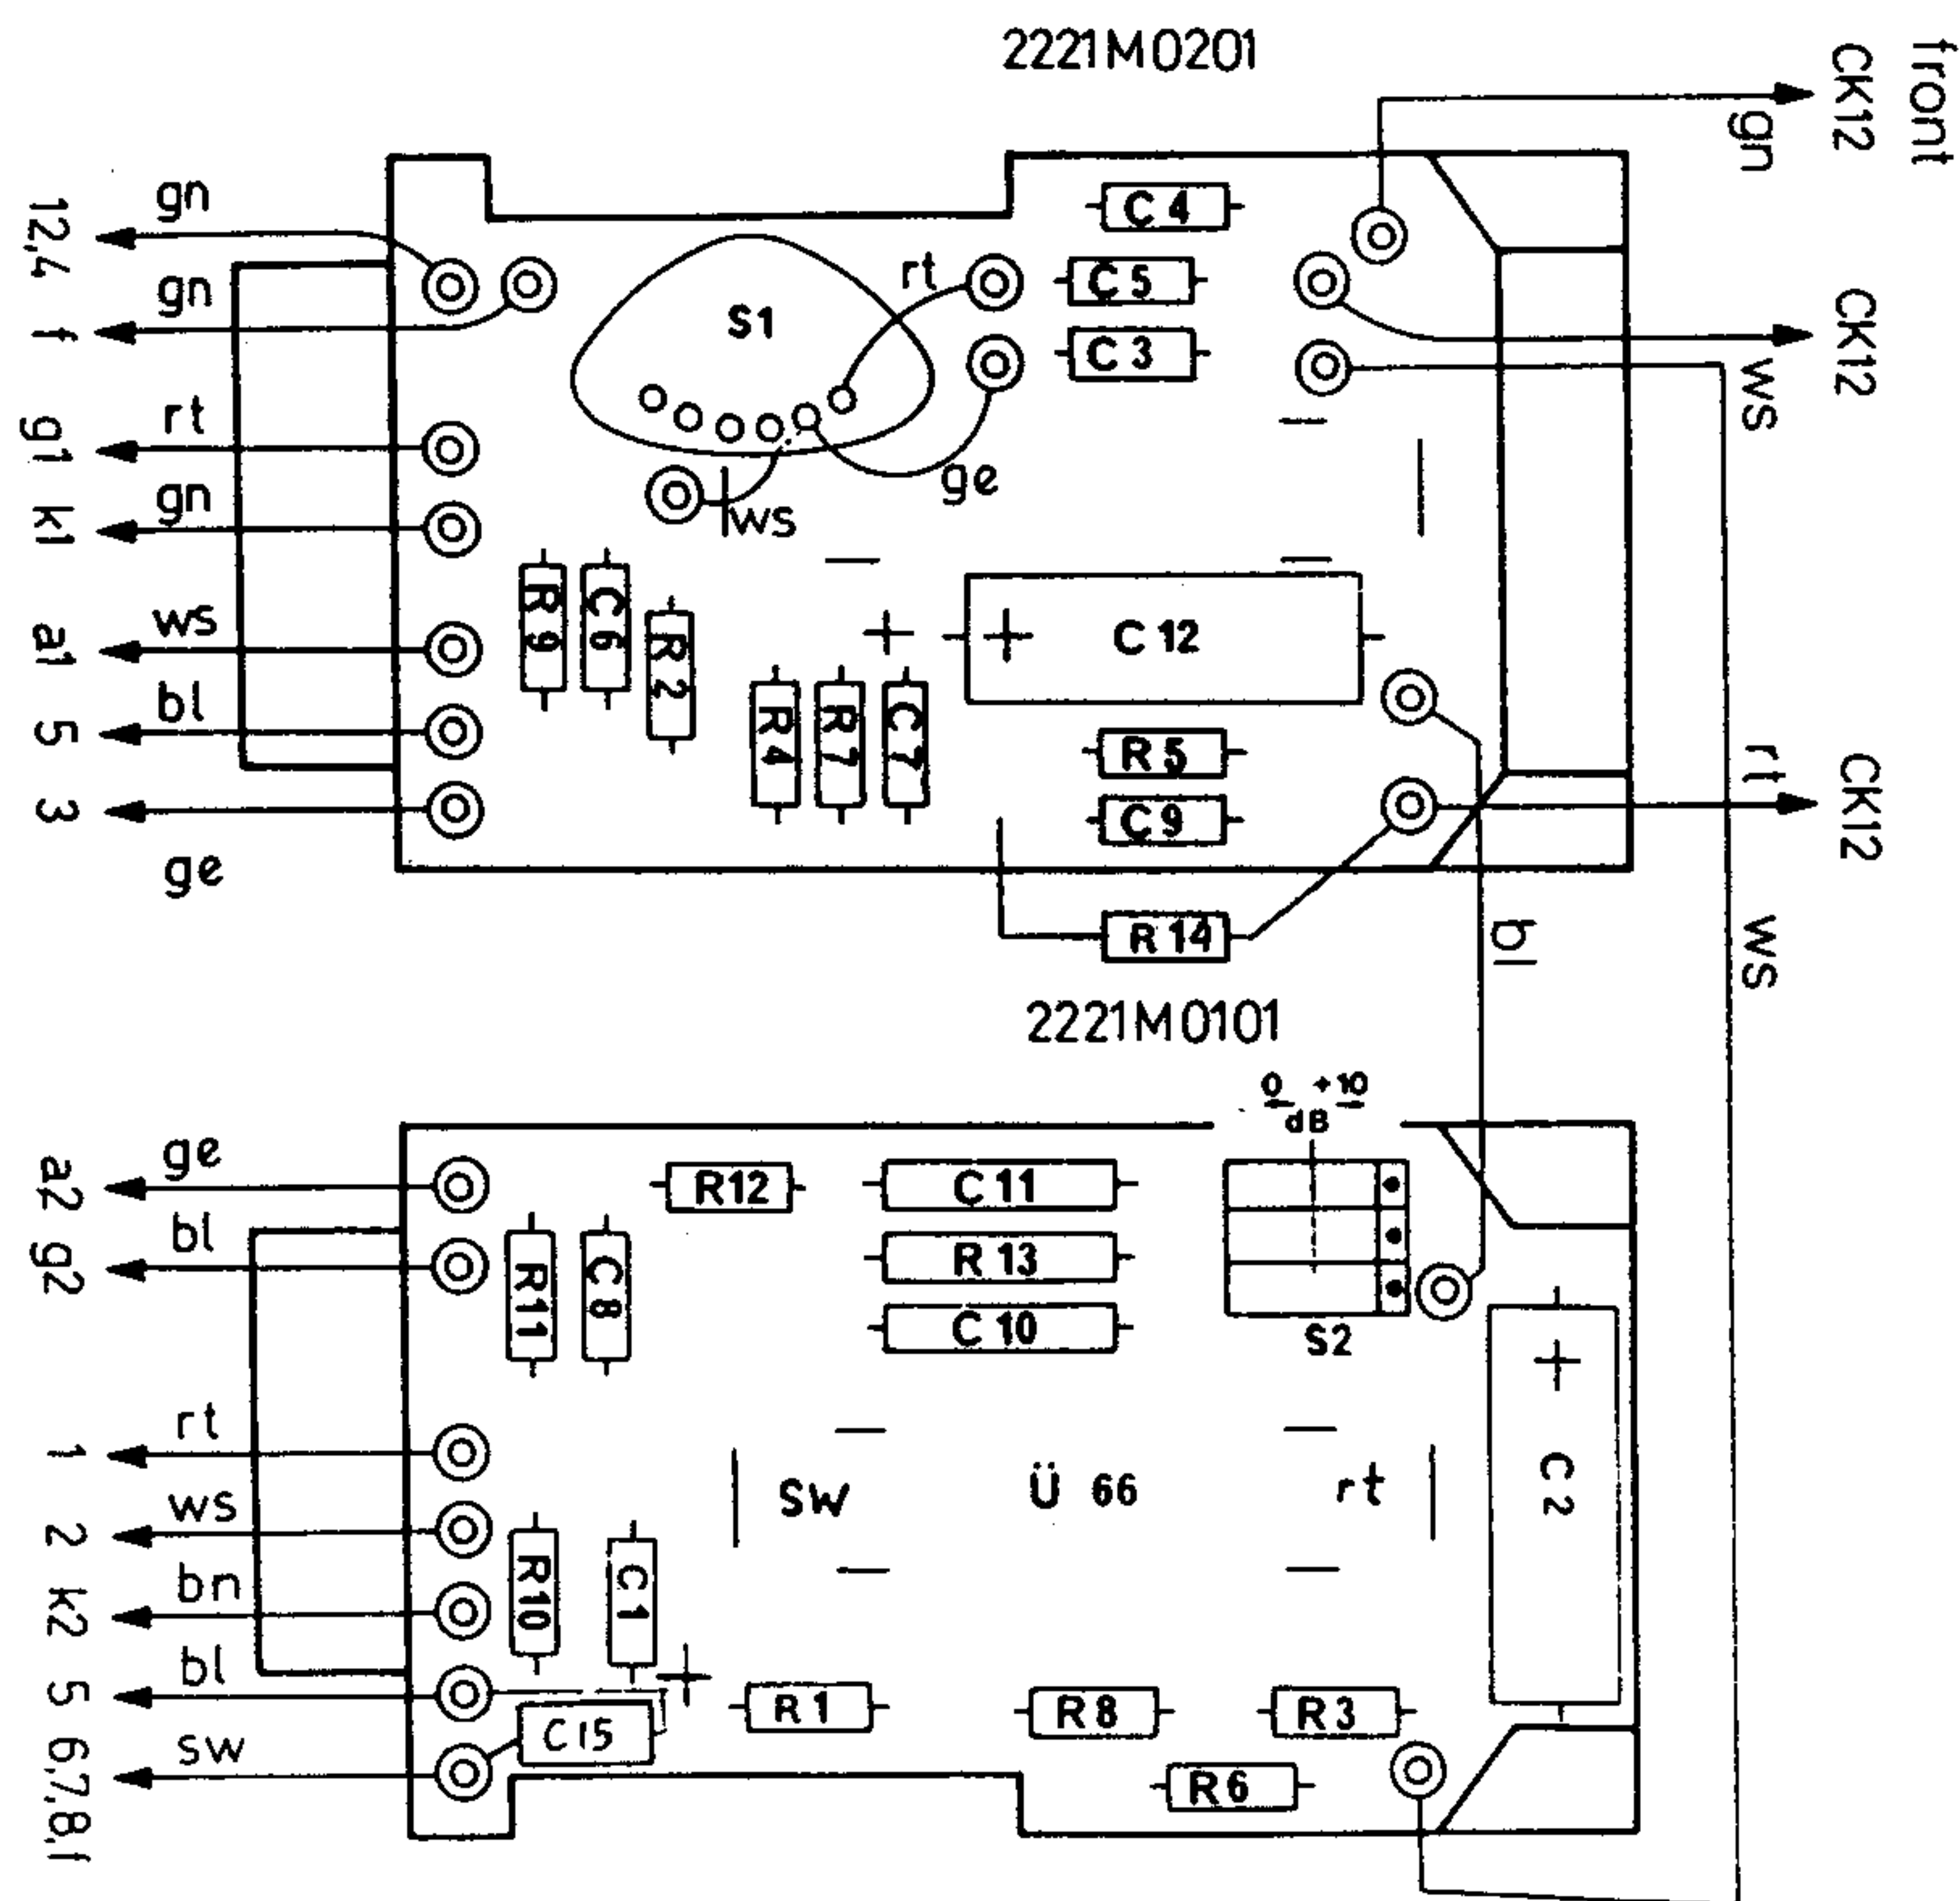 2221M0201
front
CK12
gn
gn
12,4
gn
f
S1
rt
C4
C5
C3
CK12
ws
rt
g1
gn
k1
ws
ge
ws
a1
bl
5
3
ge
R9
C6
R2
R4
R7
C7
+
+
C12
R5
C9
R14
rt
CK12
bl
ws
2221M0101
0 +10
dB
ge
a2
bl
g2
R12
C11
R11
C8
R13
C10
S2
+
C2
rt
1
ws
2
SW
Ü 66
rt
bn
k2
R10
C1
bl
5
+
C15
R1
R8
R3
sw
6,7,8,f
R6